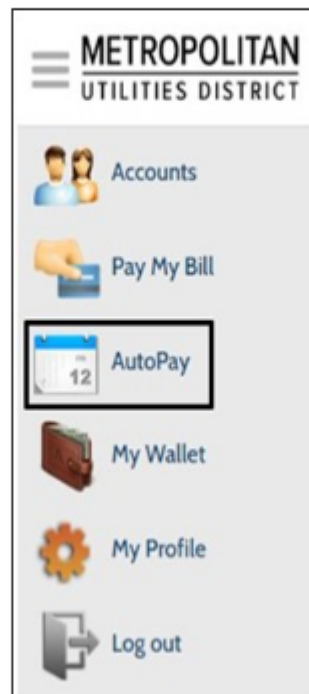 METROPOLITAN
UTILITIES DISTRICT
Accounts
Pay My Bill
AutoPay
12
My Wallet
My Profile
Log out